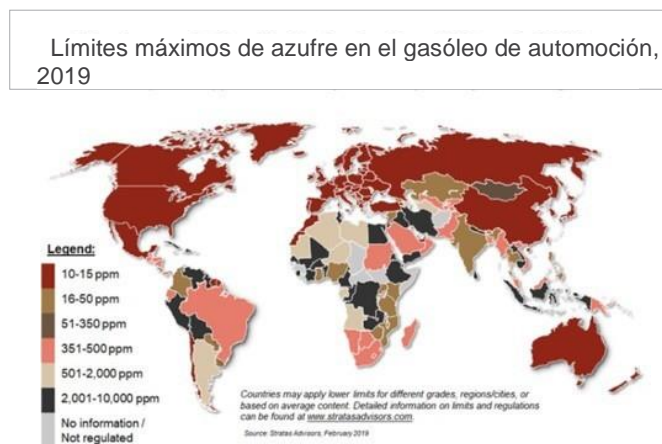 Límites máximos de azufre en el gasóleo de automoción,
2019
Legend:
10-15 ppm
16-50 ppm
51-350 ppm
351-500 ppm
501-2,000 ppm
2,001-10,000 ppm
No information /
Not regulated
Countries may apply lower limits for different grades, regions/cities, or
based on average content. Detailed information on limits and regulations
can be found at www.stratasadvisors.com.
Source: Stratas Advisors, February 2019